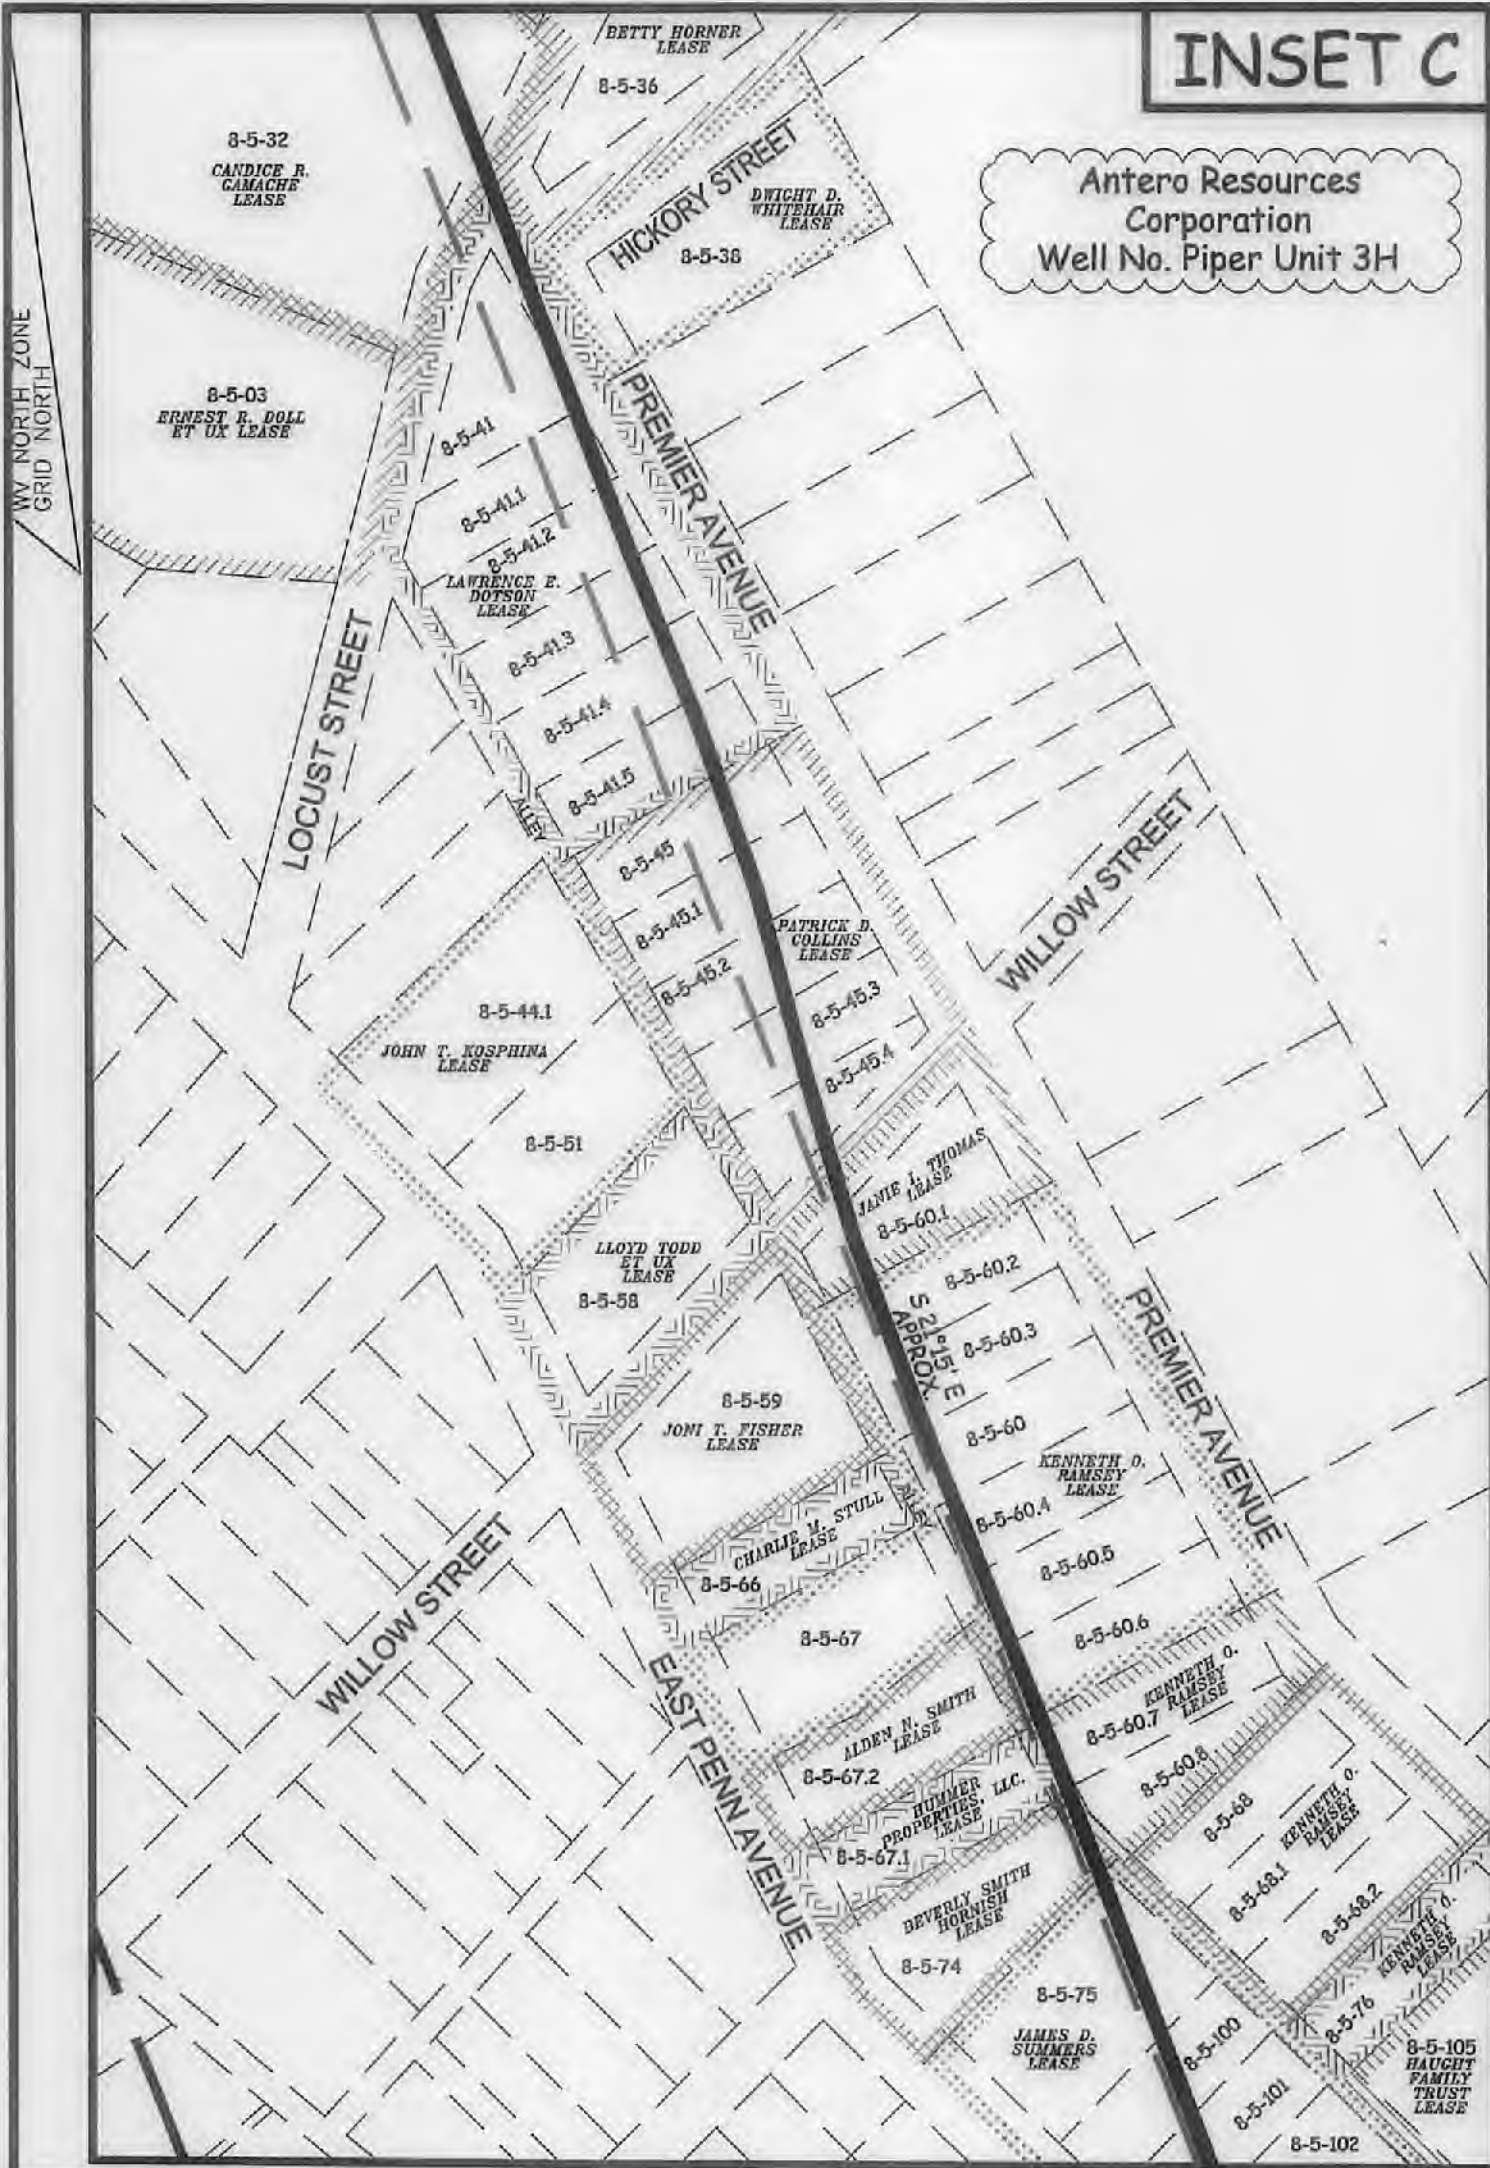 INSET C
Antero Resources
Corporation
Well No. Piper Unit 3H
WV NORTH ZONE
GRID NORTH
BETTY HORNER
LEASE
8-5-36
8-5-32
CANDICE R.
GAMACHE
LEASE
HICKORY STREET
DWIGHT D.
WHITEHAIR
LEASE
8-5-38
8-5-03
ERNEST R. DOLL
ET UX LEASE
PREMIER AVENUE
8-5-41
8-5-41.1
8-5-41.2
LAWRENCE E.
DOTSON
LEASE
8-5-41.3
8-5-41.4
8-5-41.5
LOCUST STREET
ALLEY
8-5-45
8-5-45.1
8-5-45.2
PATRICK D.
COLLINS
LEASE
8-5-45.3
8-5-45.4
WILLOW STREET
8-5-44.1
JOHN T. KOSPHINA
LEASE
8-5-51
JANIE L. THOMAS
LEASE
8-5-60.1
LLOYD TODD
ET UX
LEASE
8-5-58
8-5-60.2
S 21°15' E
APPROX.
8-5-60.3
PREMIER AVENUE
8-5-59
JONI T. FISHER
LEASE
8-5-60
KENNETH O.
RAMSEY
LEASE
ALLEY
8-5-60.4
CHARLIE M. STULL
LEASE
8-5-66
8-5-60.5
WILLOW STREET
8-5-67
8-5-60.6
EAST PENN AVENUE
KENNETH O.
RAMSEY
LEASE
8-5-60.7
8-5-60.8
ALDEN N. SMITH
LEASE
8-5-67.2
HUMMER
PROPERTIES, LLC.
LEASE
8-5-67.1
8-5-68
KENNETH O.
RAMSEY
LEASE
8-5-68.1
8-5-68.2
BEVERLY SMITH
HORNISH
LEASE
8-5-74
KENNETH O.
RAMSEY
LEASE
8-5-76
8-5-75
JAMES D.
SUMMERS
LEASE
8-5-100
8-5-101
8-5-102
8-5-105
HAUGHT
FAMILY
TRUST
LEASE